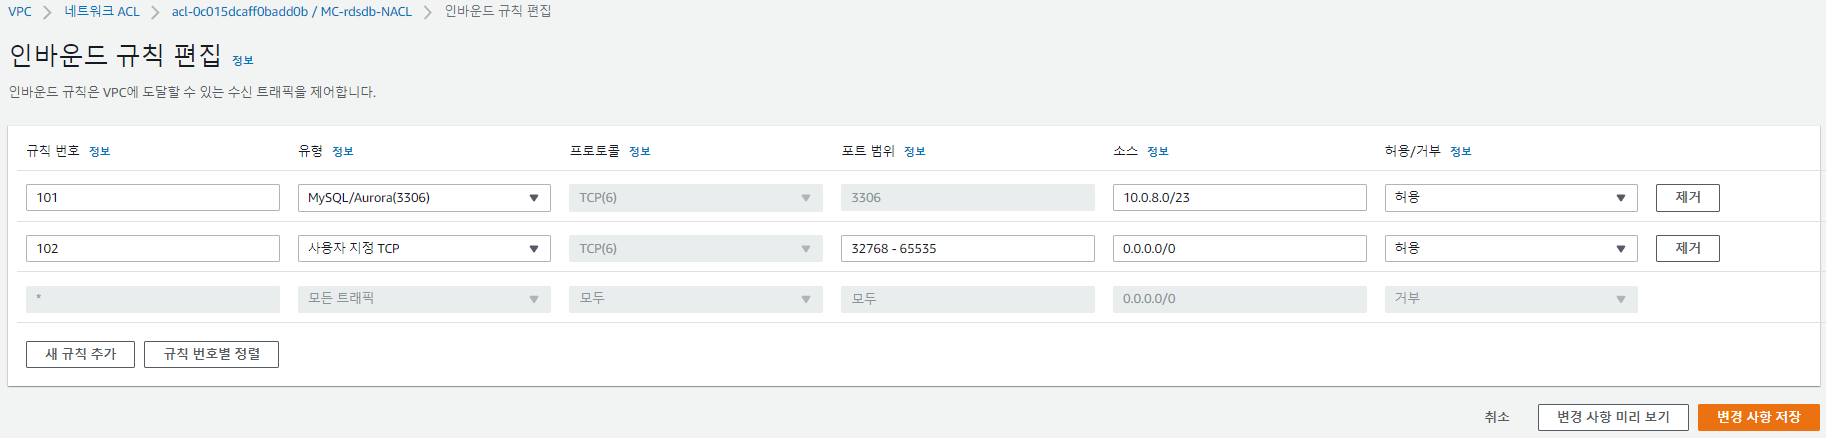 VPC > 네트워크 ACL > acl-0c015dcaff0badd0b / MC-rdsdb-NACL > 인바운드 규칙 편집
인바운드 규칙 편집 정보
인바운드 규칙은 VPC에 도달할 수 있는 수신 트래픽을 제어합니다.
규칙 번호 정보 유형 정보 프로토콜 정보 포트 범위 정보 소스 정보 허용/거부 정보
101 MySQL/Aurora(3306) TCP(6) 3306 10.0.8.0/23 허용 제거
102 사용자 지정 TCP TCP(6) 32768 - 65535 0.0.0.0/0 허용 제거
* 모든 트래픽 모두 모두 0.0.0.0/0 거부
새 규칙 추가 규칙 번호별 정렬
취소 변경 사항 미리 보기 변경 사항 저장